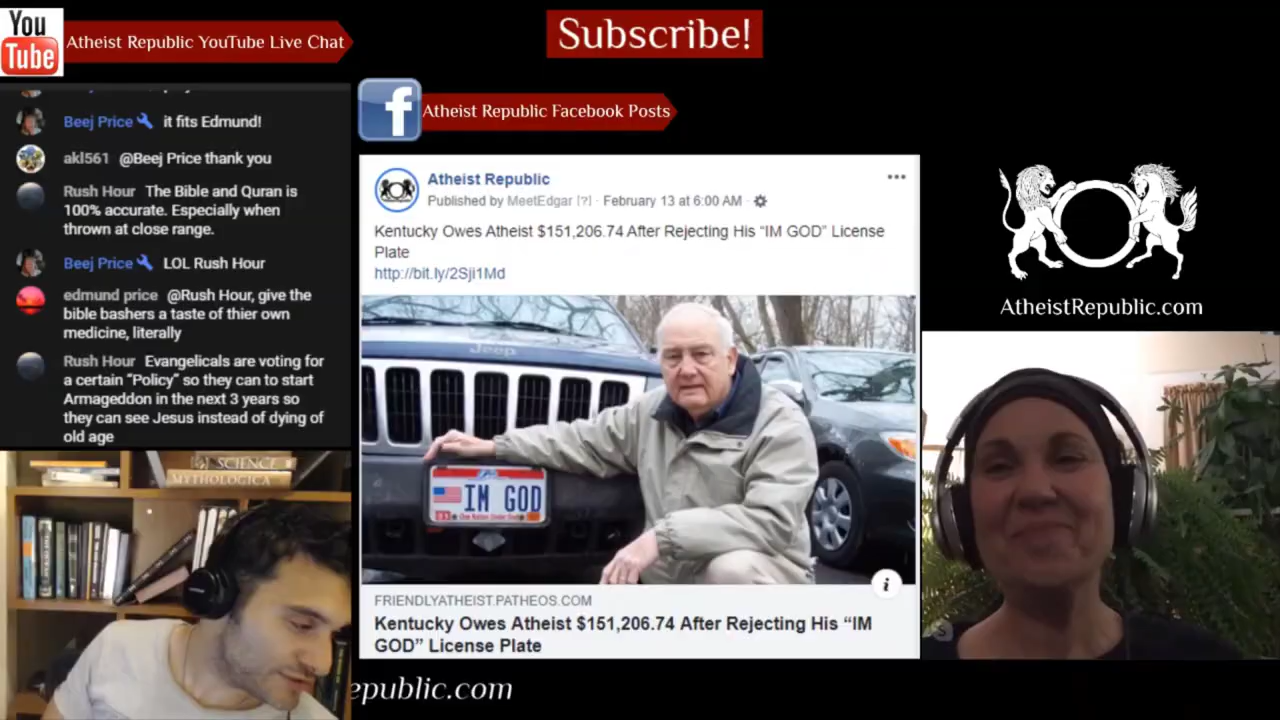 You
Tube
Atheist Republic YouTube Live Chat
Subscribe!
Atheist Republic Facebook Posts
Beej Price it fits Edmund!
akl561 @Beej Price thank you
Rush Hour The Bible and Quran is
100% accurate. Especially when
thrown at close range.
Beej Price LOL Rush Hour
edmund price @Rush Hour, give the
bible bashers a taste of thier own
medicine, literally
Rush Hour Evangelicals are voting for
a certain “Policy” so they can to start
Armageddon in the next 3 years so
they can see Jesus instead of dying of
old age
f
Atheist Republic
Published by MeetEdgar [?] · February 13 at 6:00 AM ·
Kentucky Owes Atheist $151,206.74 After Rejecting His “IM GOD” License
Plate
http://bit.ly/2Sji1Md
Jeep
IM GOD
i
FRIENDLYATHEIST.PATHEOS.COM
Kentucky Owes Atheist $151,206.74 After Rejecting His “IM
GOD” License Plate
AtheistRepublic.com
S
SCIENCE
MYTHOLOGICA
epublic.com